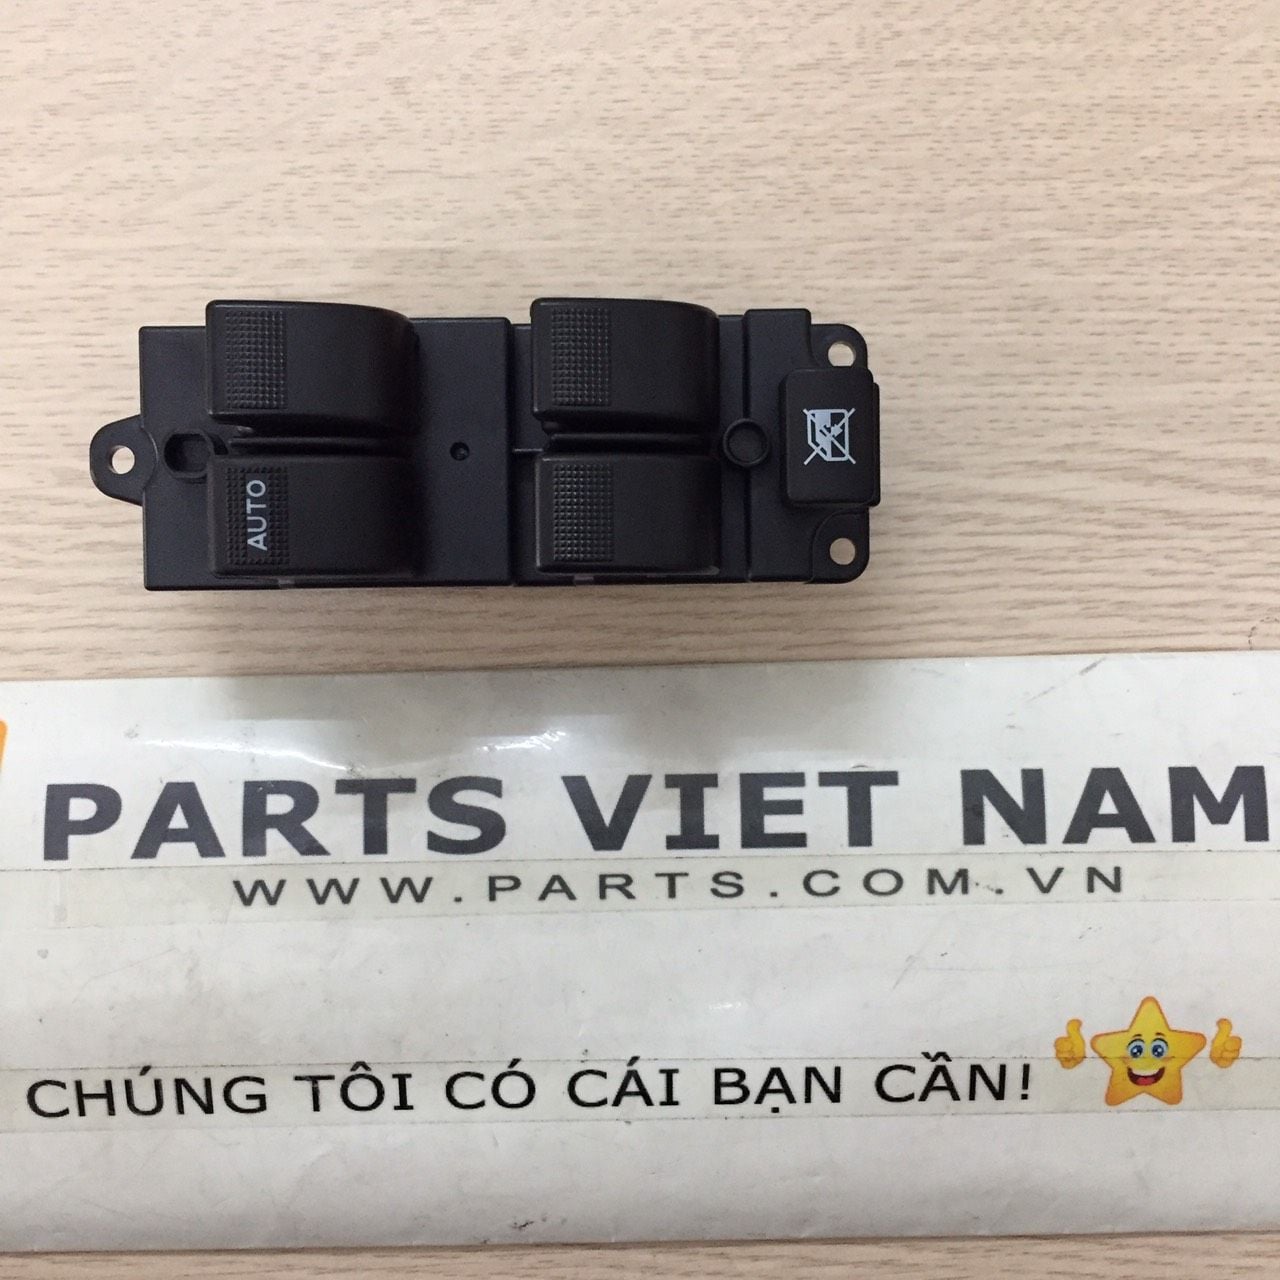 AUTO
PARTS VIET NAM
WWW.PARTS.COM.VN
CHÚNG TÔI CÓ CÁI BẠN CẦN!